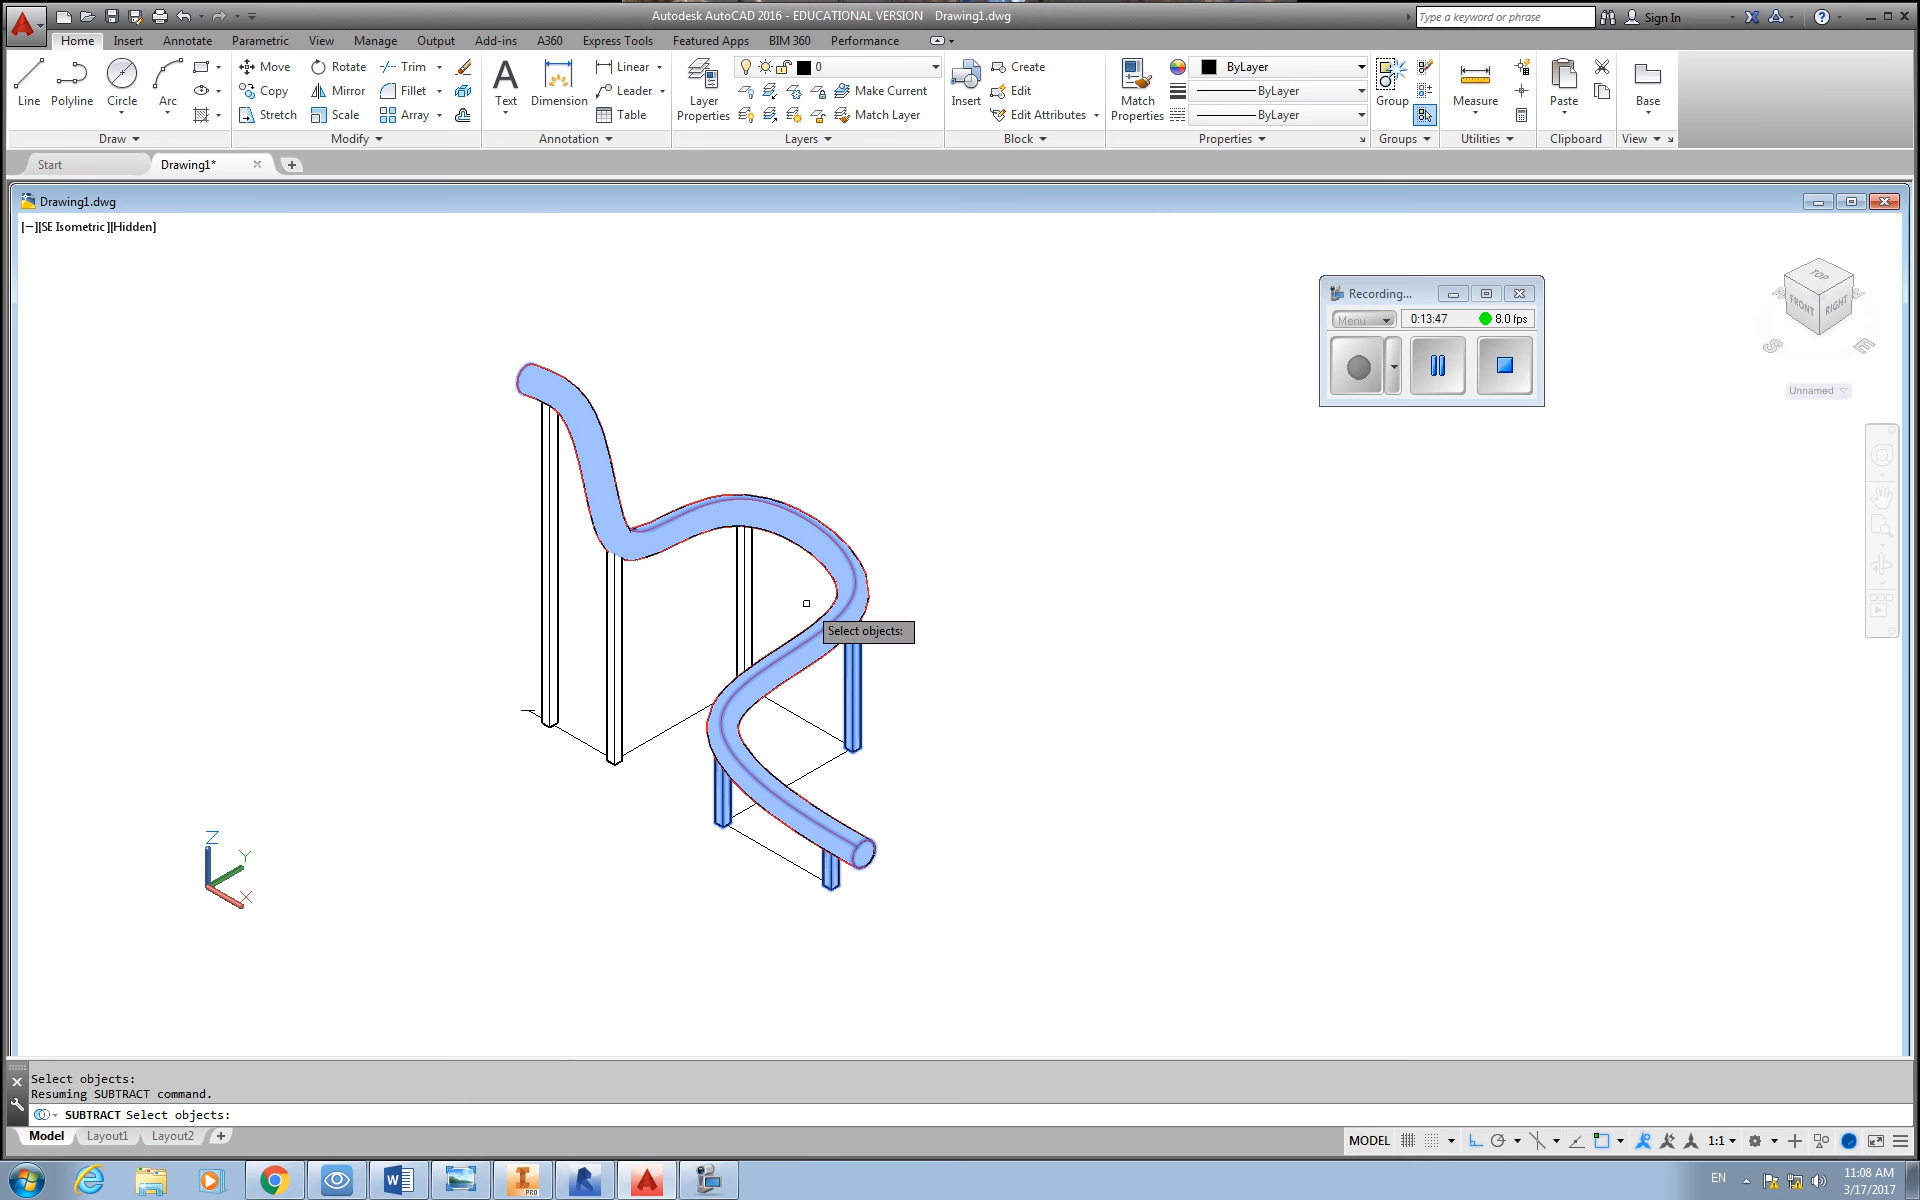 Autodesk AutoCAD 2016 - EDUCATIONAL VERSION Drawing1.dwg
Type a keyword or phrase
Sign In
Home Insert Annotate Parametric View Manage Output Add-ins A360 Express Tools Featured Apps BIM 360 Performance
Line Polyline Circle Arc
Move Rotate Trim
Copy Mirror Fillet
Stretch Scale Array
Text Dimension
Linear
Leader
Table
Layer Properties
0
Make Current
Match Layer
Insert
Create
Edit
Edit Attributes
Match Properties
ByLayer
ByLayer
ByLayer
Group
Measure
Paste
Base
Draw Modify Annotation Layers Block Properties Groups Utilities Clipboard View
Start Drawing1*
Drawing1.dwg
[−][SE Isometric][Hidden]
Recording...
Menu 0:13:47 8.0 fps
TOP
FRONT RIGHT
S E
Unnamed
Select objects:
Z
Y
X
Select objects:
Resuming SUBTRACT command.
SUBTRACT Select objects:
Model Layout1 Layout2
MODEL 1:1
PRO
EN
11:08 AM
3/17/2017